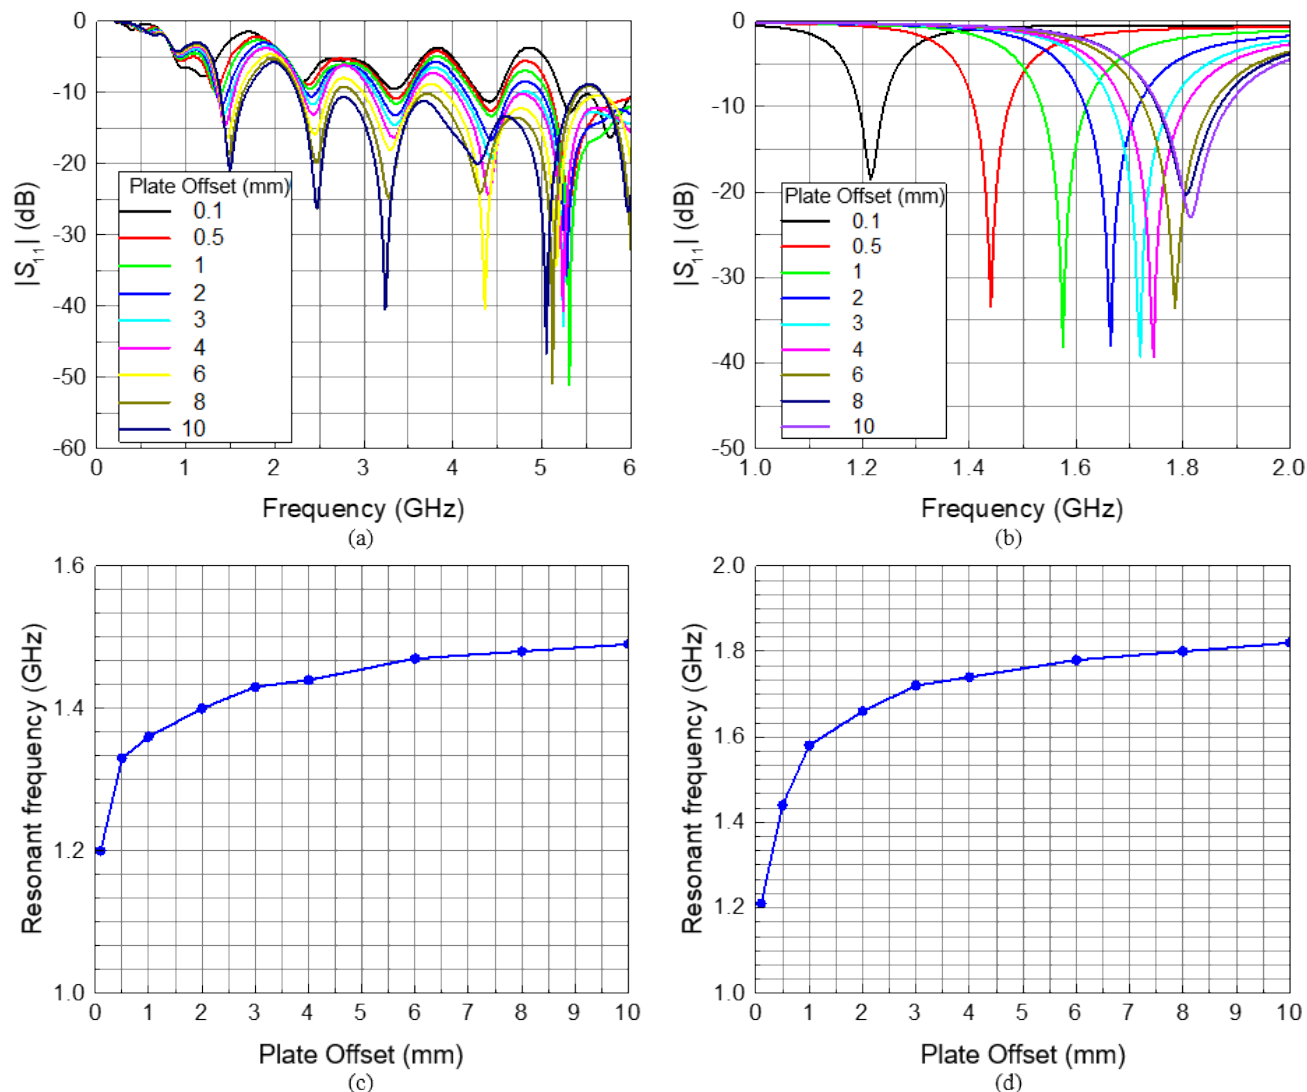 0
-10
-20
-30
-40
-50
-60
|S11| (dB)
Plate Offset (mm)
0.1
0.5
1
2
3
4
6
8
10
0 1 2 3 4 5 6
Frequency (GHz)
(a)
0
-10
-20
-30
-40
-50
|S11| (dB)
Plate Offset (mm)
0.1
0.5
1
2
3
4
6
8
10
1.0 1.2 1.4 1.6 1.8 2.0
Frequency (GHz)
(b)
1.6
1.4
1.2
1.0
Resonant frequency (GHz)
0 1 2 3 4 5 6 7 8 9 10
Plate Offset (mm)
(c)
2.0
1.8
1.6
1.4
1.2
1.0
Resonant frequency (GHz)
0 1 2 3 4 5 6 7 8 9 10
Plate Offset (mm)
(d)